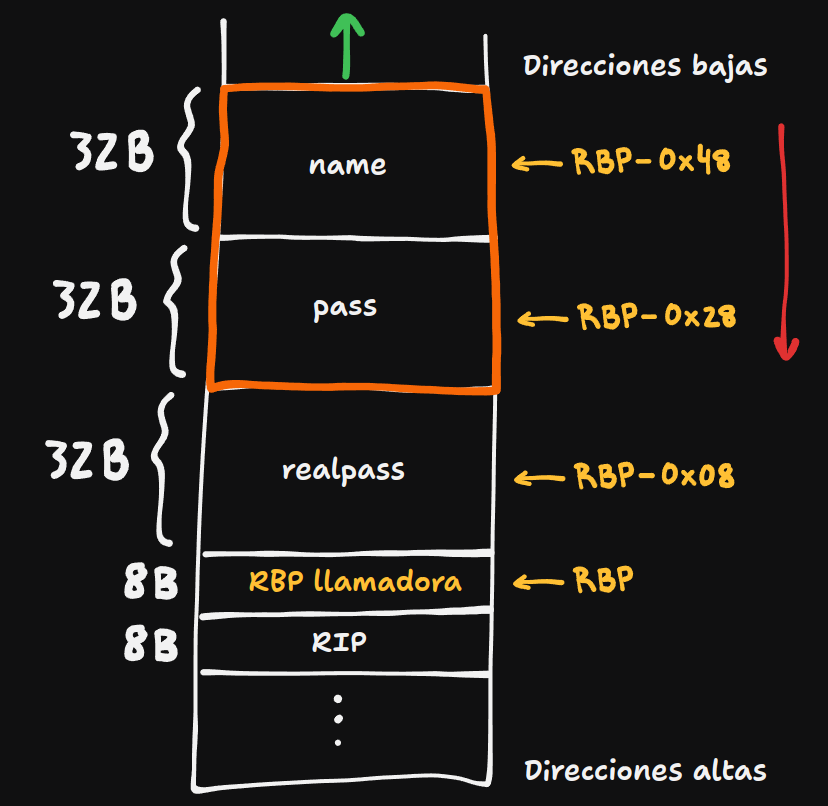 Direcciones bajas
32B
name
RBP-0x48
32B
pass
RBP-0x28
32B
realpass
RBP-0x08
8B
RBP llamadora
RBP
8B
RIP
Direcciones altas